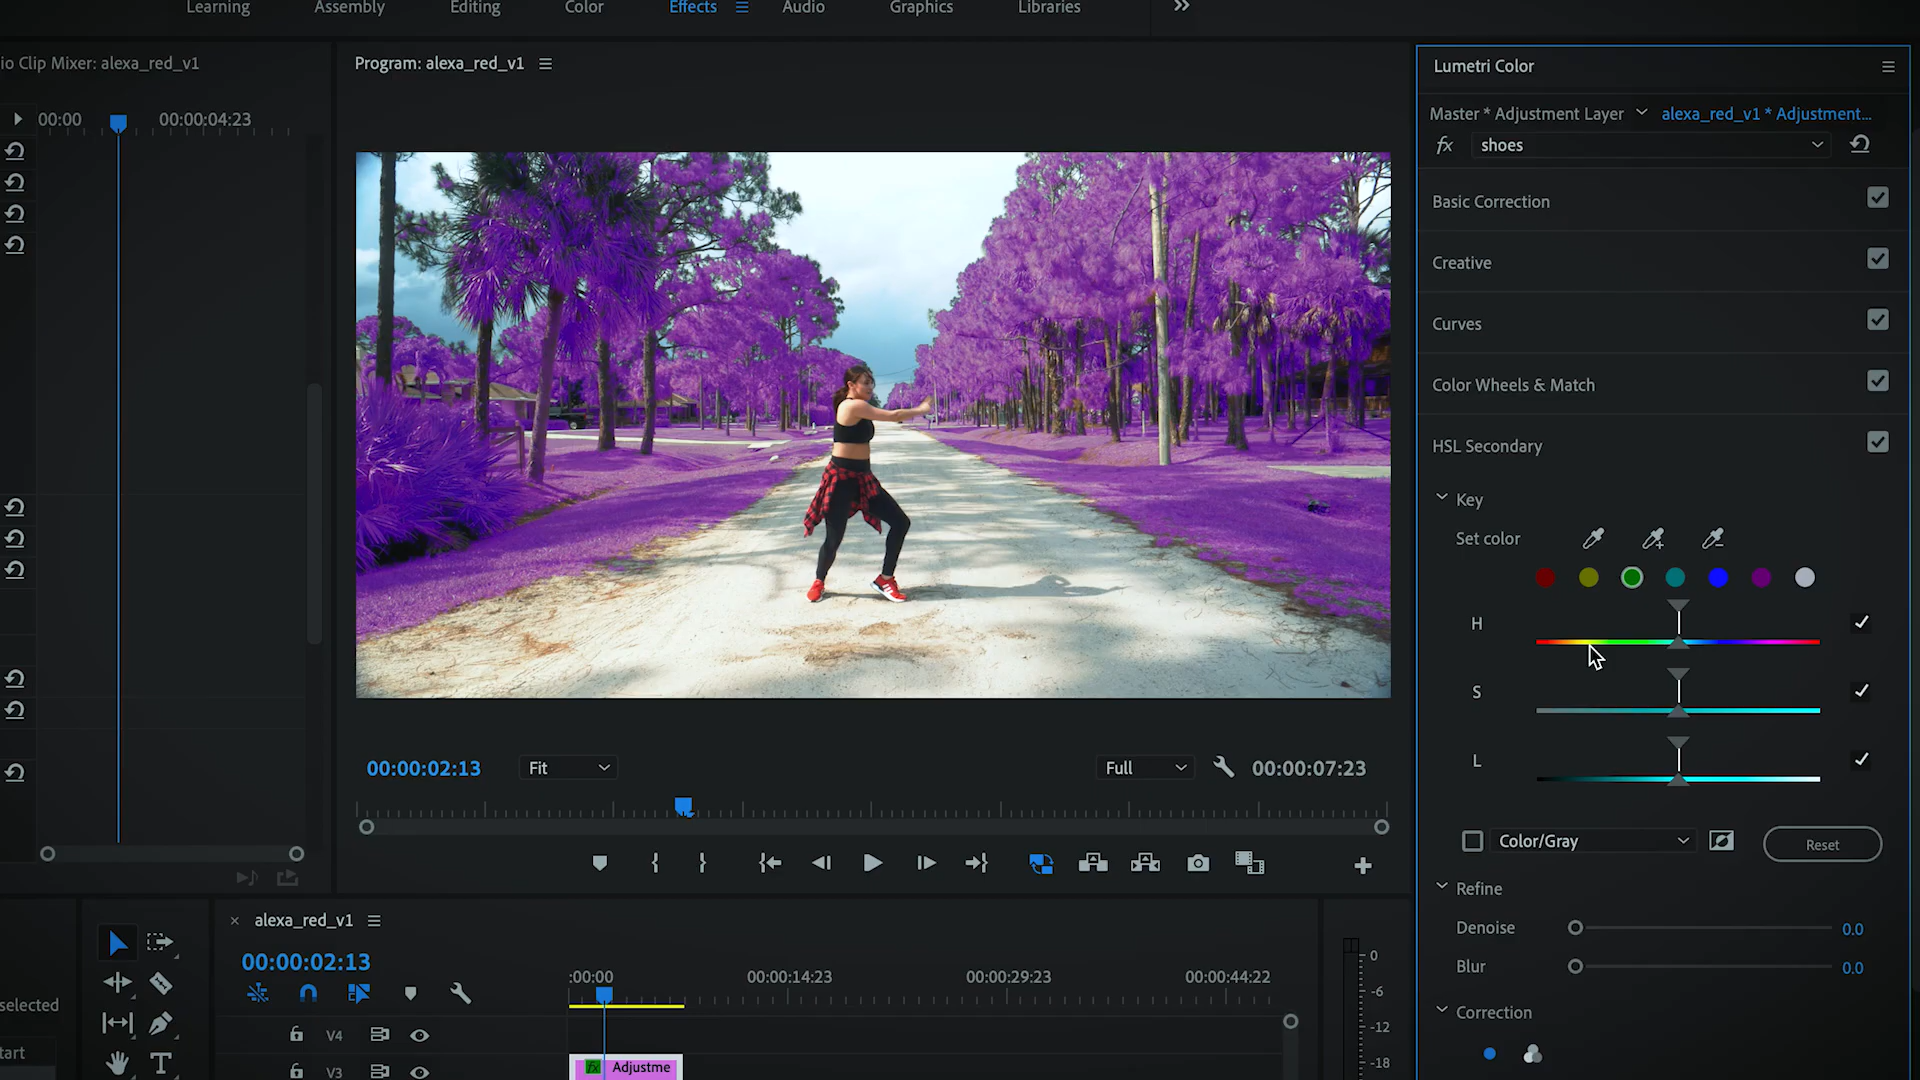 Learning Assembly Editing Color Effects Audio Graphics Libraries
io Clip Mixer: alexa_red_v1
Program: alexa_red_v1
Lumetri Color
Master * Adjustment Layer
alexa_red_v1 * Adjustment...
00:00
00:00:04:23
fx
shoes
Basic Correction
Creative
Curves
Color Wheels & Match
HSL Secondary
Key
Set color
H
S
L
Color/Gray
Reset
Refine
Denoise
0.0
Blur
0.0
Correction
00:00:02:13
Fit
Full
00:00:07:23
alexa_red_v1
00:00:02:13
:00:00
00:00:14:23
00:00:29:23
00:00:44:22
selected
tart
T
V4
V3
fx Adjustme
0
-6
-12
-18